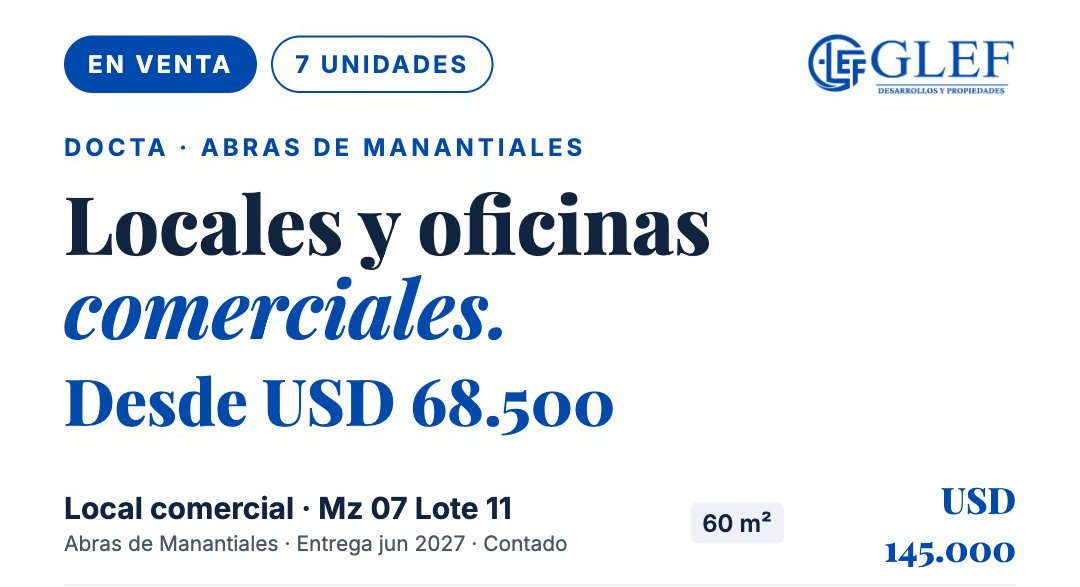 EN VENTA
7 UNIDADES
GLEF
DESARROLLOS Y PROPIEDADES
DOCTA · ABRAS DE MANANTIALES
Locales y oficinas
comerciales.
Desde USD 68.500
Local comercial · Mz 07 Lote 11
Abras de Manantiales · Entrega jun 2027 · Contado
60 m²
USD
145.000